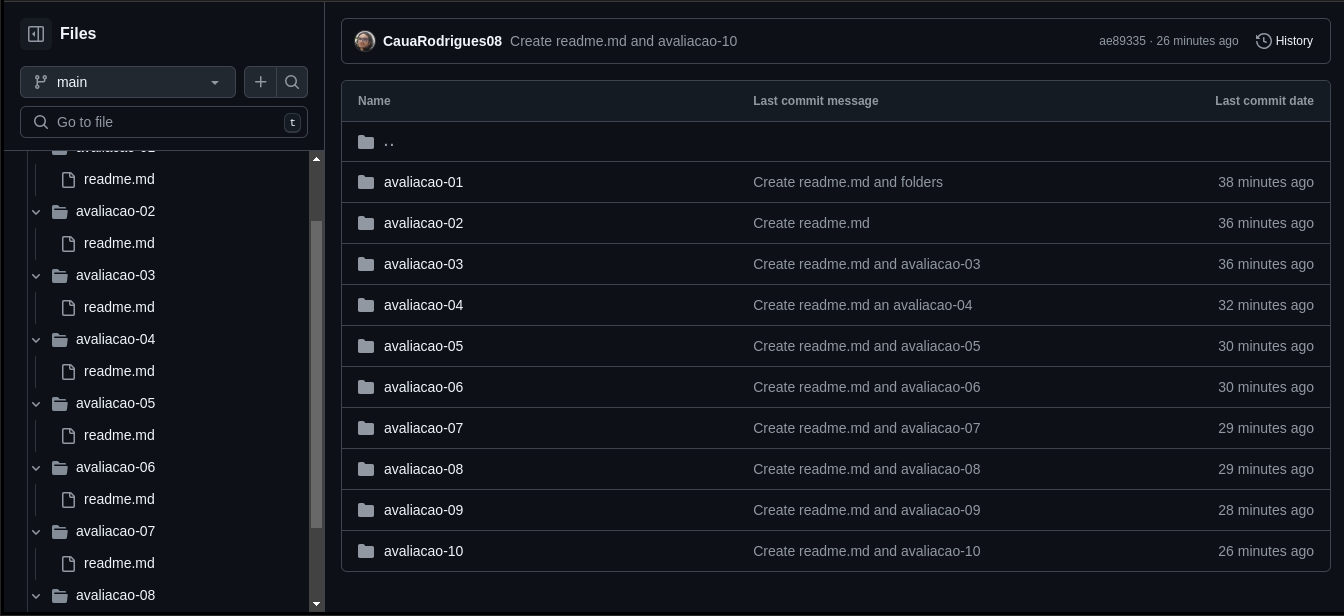 Files
main
Go to file
t
avaliacao-01
readme.md
avaliacao-02
readme.md
avaliacao-03
readme.md
avaliacao-04
readme.md
avaliacao-05
readme.md
avaliacao-06
readme.md
avaliacao-07
readme.md
avaliacao-08
CauaRodrigues08 Create readme.md and avaliacao-10 ae89335 · 26 minutes ago History
Name Last commit message Last commit date
..
avaliacao-01 Create readme.md and folders 38 minutes ago
avaliacao-02 Create readme.md 36 minutes ago
avaliacao-03 Create readme.md and avaliacao-03 36 minutes ago
avaliacao-04 Create readme.md an avaliacao-04 32 minutes ago
avaliacao-05 Create readme.md and avaliacao-05 30 minutes ago
avaliacao-06 Create readme.md and avaliacao-06 30 minutes ago
avaliacao-07 Create readme.md and avaliacao-07 29 minutes ago
avaliacao-08 Create readme.md and avaliacao-08 29 minutes ago
avaliacao-09 Create readme.md and avaliacao-09 28 minutes ago
avaliacao-10 Create readme.md and avaliacao-10 26 minutes ago